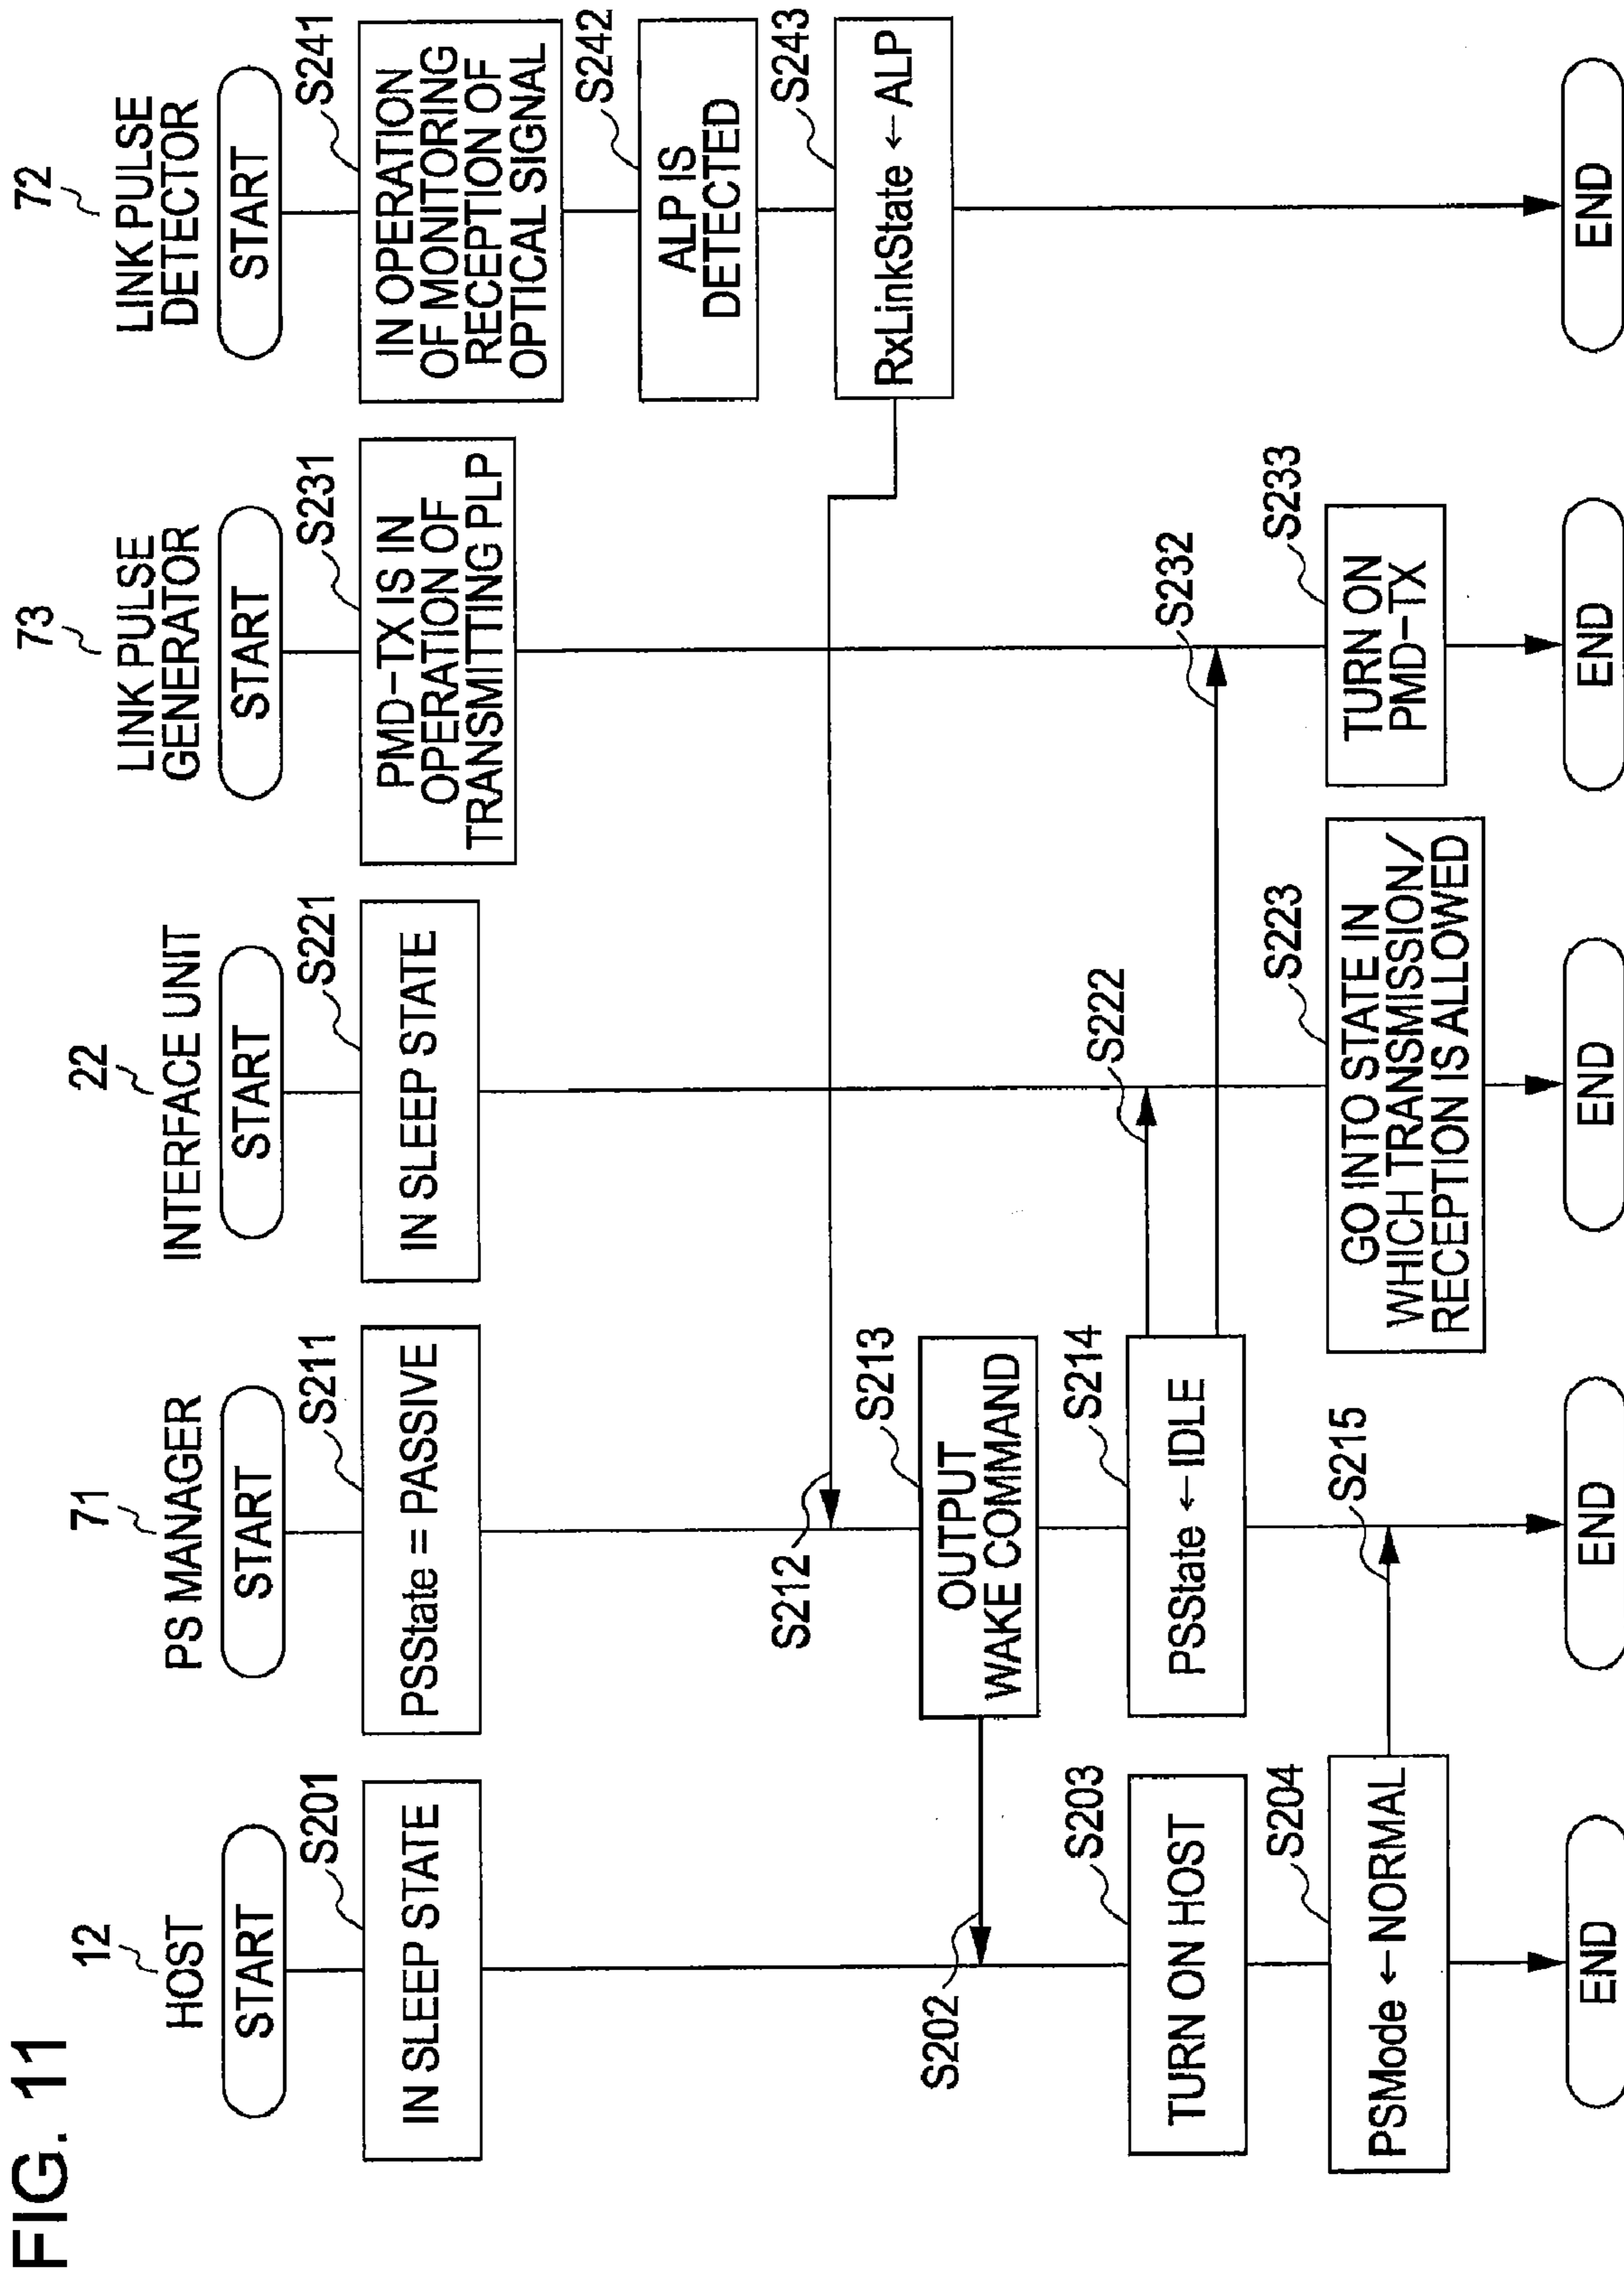 FIG. 11
12
HOST
START
S201
IN SLEEP STATE
S202
S203
TURN ON HOST
S204
PSMode ← NORMAL
END
71
PS MANAGER
START
S211
PSState = PASSIVE
S212
S213
OUTPUT
WAKE COMMAND
S214
PSState ← IDLE
S215
END
22
INTERFACE UNIT
START
S221
IN SLEEP STATE
S222
S223
GO INTO STATE IN
WHICH TRANSMISSION/
RECEPTION IS ALLOWED
END
73
LINK PULSE
GENERATOR
START
S231
PMD-TX IS IN
OPERATION OF
TRANSMITTING PLP
S232
S233
TURN ON
PMD-TX
END
72
LINK PULSE
DETECTOR
START
S241
IN OPERATION
OF MONITORING
RECEPTION OF
OPTICAL SIGNAL
S242
ALP IS
DETECTED
S243
RxLinkState ← ALP
END